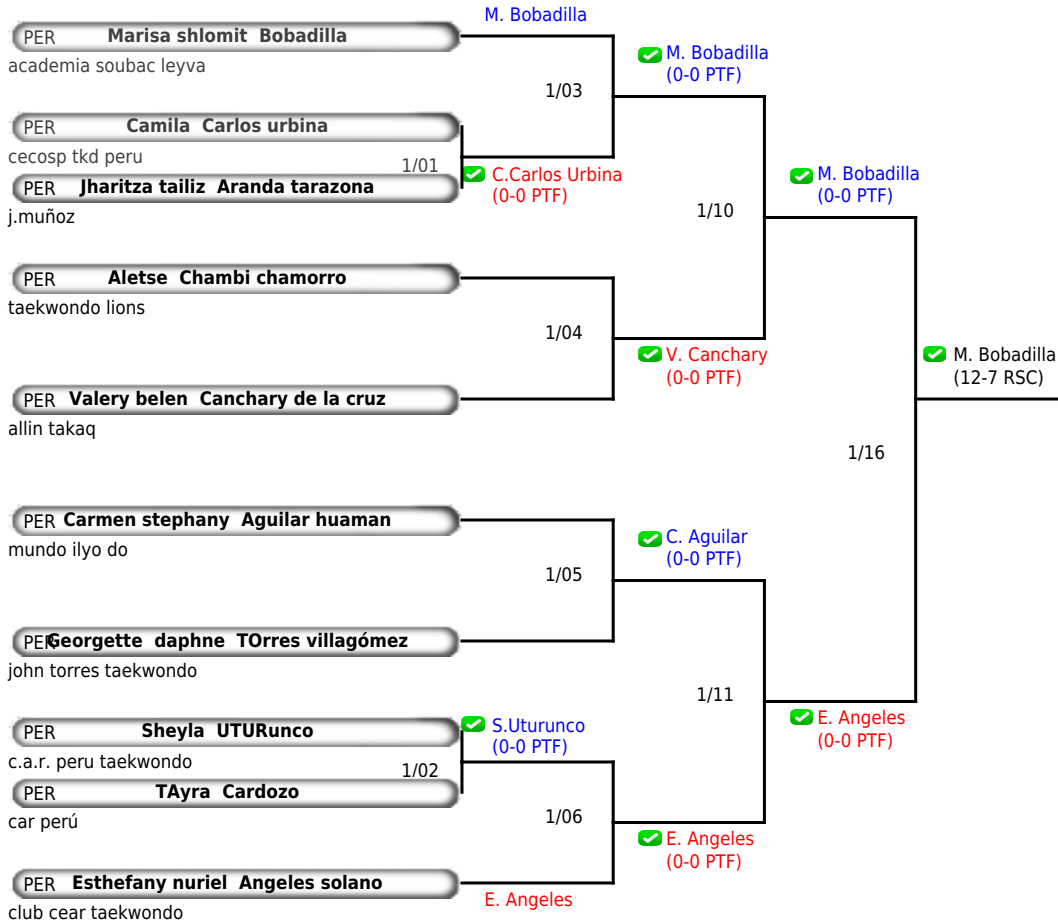 M. Bobadilla
PER Marisa shlomit Bobadilla
academia soubac leyva
M. Bobadilla
(0-0 PTF)
1/03
PER Camila Carlos urbina
cecosp tkd peru
1/01
C.Carlos Urbina
(0-0 PTF)
PER Jharitza tailiz Aranda tarazona
j.muñoz
M. Bobadilla
(0-0 PTF)
1/10
PER Aletse Chambi chamorro
taekwondo lions
1/04
V. Canchary
(0-0 PTF)
M. Bobadilla
(12-7 RSC)
PER Valery belen Canchary de la cruz
allin takaq
1/16
PER Carmen stephany Aguilar huaman
mundo ilyo do
C. Aguilar
(0-0 PTF)
1/05
PER Georgette daphne TOrres villagómez
john torres taekwondo
1/11
E. Angeles
(0-0 PTF)
PER Sheyla UTURunco
c.a.r. peru taekwondo
S.Uturunco
(0-0 PTF)
1/02
PER TAyra Cardozo
car perú
1/06
E. Angeles
(0-0 PTF)
PER Esthefany nuriel Angeles solano
club cear taekwondo
E. Angeles